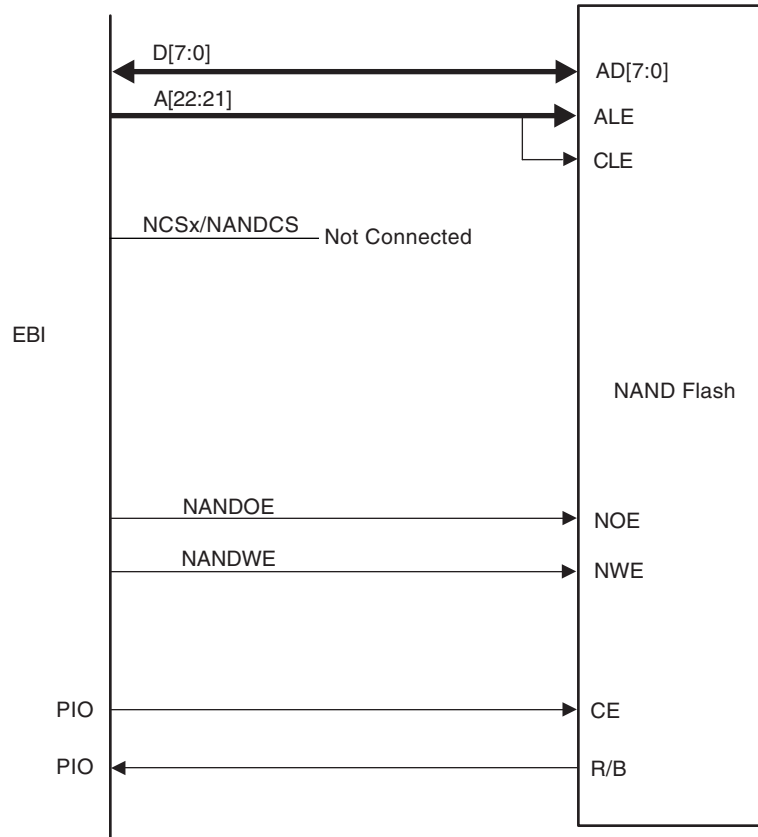 D[7:0]
AD[7:0]
A[22:21]
ALE
CLE
NCSx/NANDCS
Not Connected
EBI
NAND Flash
NANDOE
NOE
NANDWE
NWE
PIO
CE
PIO
R/B